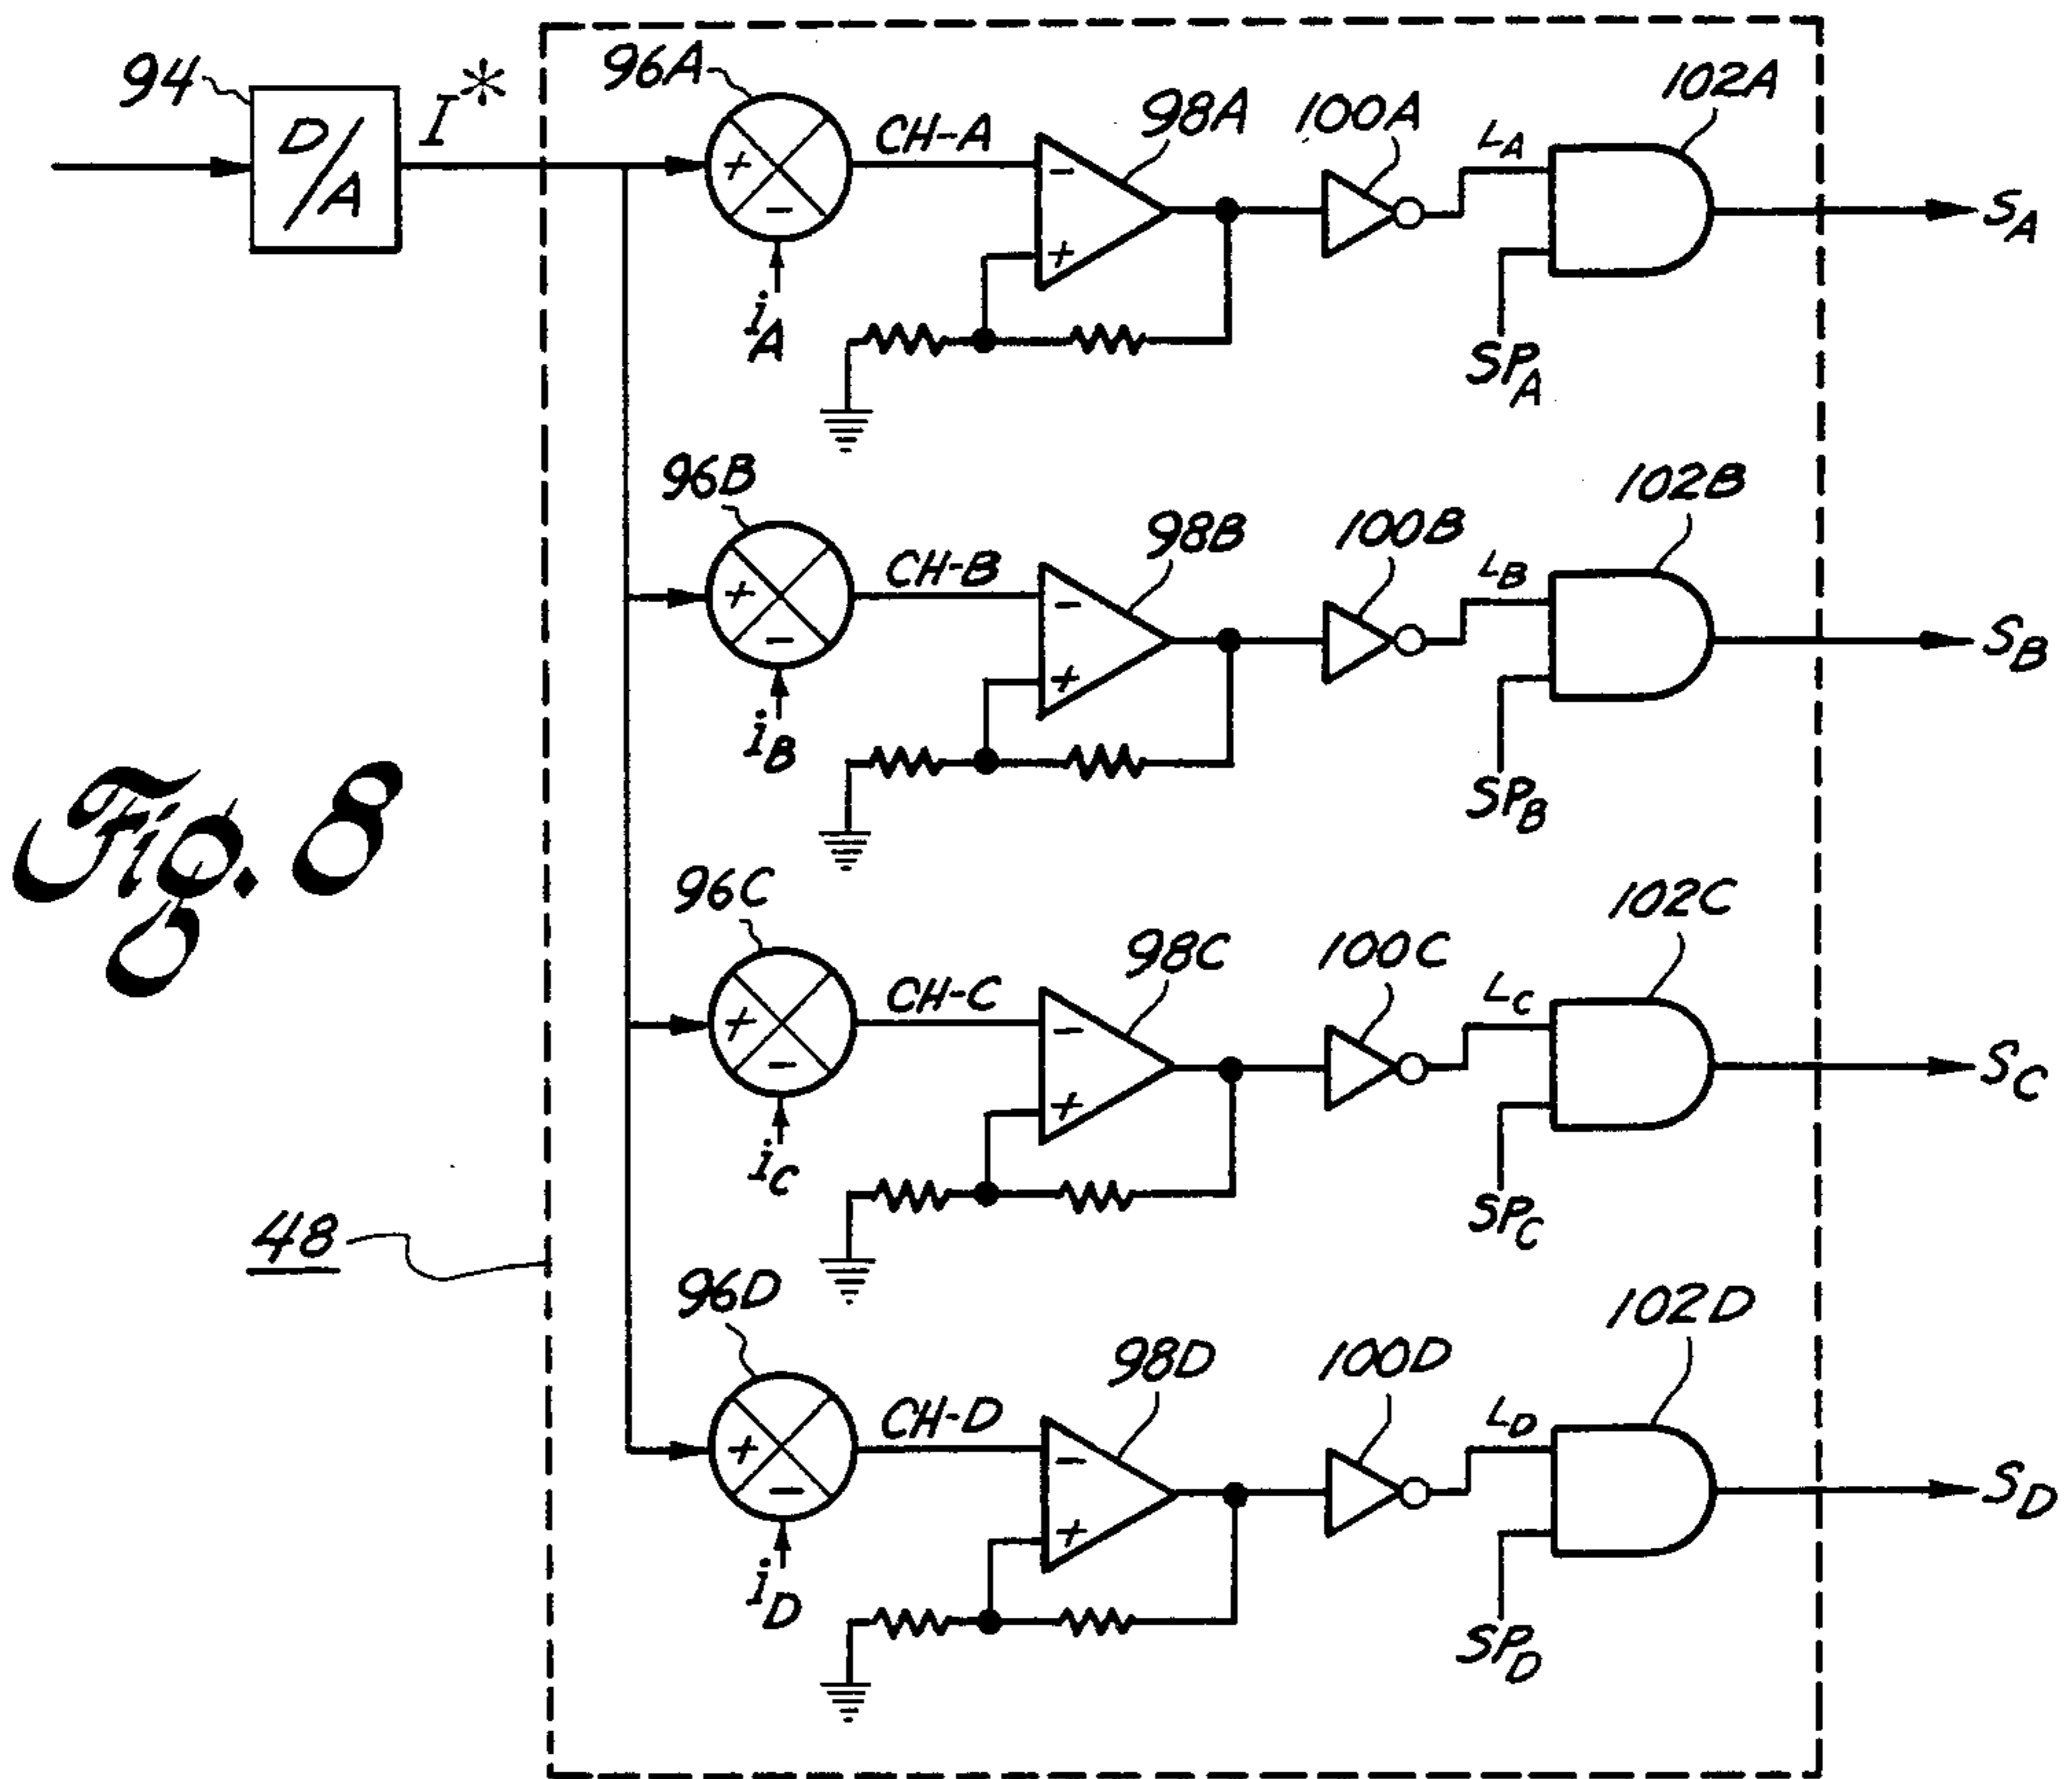 94
D/A
I*
96A
CH-A
98A
100A
L_A
102A
+
−
−
+
i_A
SP_A
S_A
96B
CH-B
98B
100B
L_B
102B
+
−
−
+
i_B
SP_B
S_B
Fig. 8
96C
CH-C
98C
100C
L_C
102C
+
−
−
+
i_C
SP_C
S_C
48
96D
CH-D
98D
100D
L_D
102D
+
−
−
+
i_D
SP_D
S_D